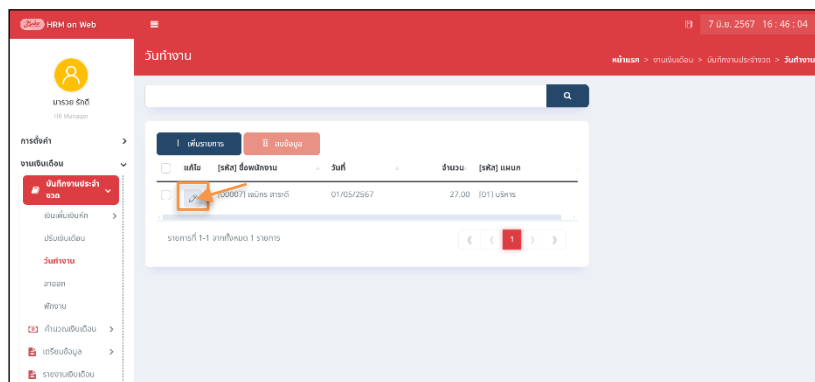 HRM on Web
7 มิ.ย. 2567 16 : 46 : 04
วันทำงาน
หน้าแรก > งานเงินเดือน > บันทึกงานประจำงวด > วันทำงาน
มารวย รักดี
HR Manager
การตั้งค่า
งานเงินเดือน
บันทึกงานประจำงวด
เงินเพิ่มเงินหัก
ปรับเงินเดือน
วันทำงาน
ลาออก
พักงาน
คำนวณเงินเดือน
เตรียมข้อมูล
รายงานเงินเดือน
เพิ่มรายการ
ลบข้อมูล
แก้ไข [รหัส] ชื่อพนักงาน วันที่ จำนวน [รหัส] แผนก
[00007] 01/05/2567 27.00 [01] บริหาร
รายการที่ 1-1 จากทั้งหมด 1 รายการ
1